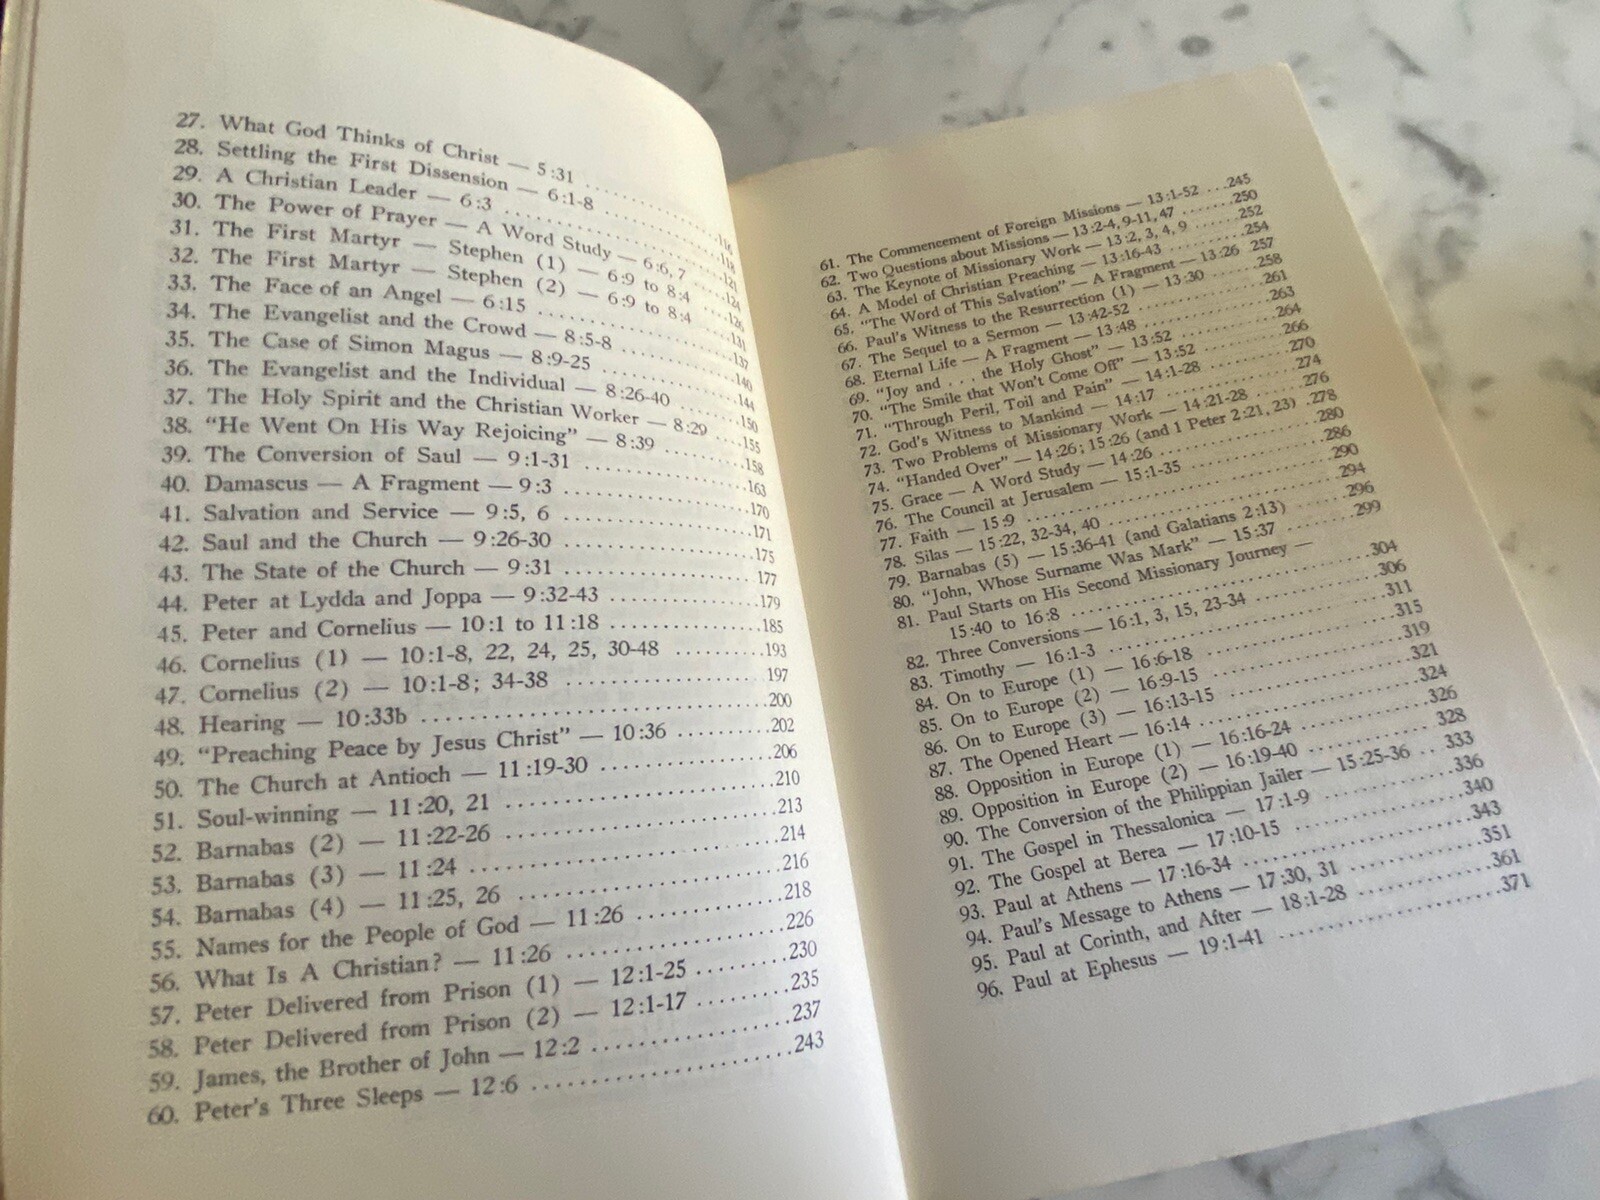 27. What God Thinks of Christ — 5:31 ..........116
28. Settling the First Dissension — 6:1-8 ..........118
29. A Christian Leader — 6:3 ..........121
30. The Power of Prayer — A Word Study — 6:6, 7 ..........124
31. The First Martyr — Stephen (1) — 6:9 to 8:4 ..........126
32. The First Martyr — Stephen (2) — 6:9 to 8:4 ..........131
33. The Face of an Angel — 6:15 ..........137
34. The Evangelist and the Crowd — 8:5-8 ..........140
35. The Case of Simon Magus — 8:9-25 ..........144
36. The Evangelist and the Individual — 8:26-40 ..........150
37. The Holy Spirit and the Christian Worker — 8:29 ....155
38. "He Went On His Way Rejoicing" — 8:39 ..........158
39. The Conversion of Saul — 9:1-31 ..........163
40. Damascus — A Fragment — 9:3 ..........170
41. Salvation and Service — 9:5, 6 ..........171
42. Saul and the Church — 9:26-30 ..........175
43. The State of the Church — 9:31 ..........177
44. Peter at Lydda and Joppa — 9:32-43 ..........179
45. Peter and Cornelius — 10:1 to 11:18 ..........185
46. Cornelius (1) — 10:1-8, 22, 24, 25, 30-48 ..........193
47. Cornelius (2) — 10:1-8; 34-38 ..........197
48. Hearing — 10:33b ..........200
49. "Preaching Peace by Jesus Christ" — 10:36 ..........202
50. The Church at Antioch — 11:19-30 ..........206
51. Soul-winning — 11:20, 21 ..........210
52. Barnabas (2) — 11:22-26 ..........213
53. Barnabas (3) — 11:24 ..........214
54. Barnabas (4) — 11:25, 26 ..........216
55. Names for the People of God — 11:26 ..........218
56. What Is A Christian? — 11:26 ..........226
57. Peter Delivered from Prison (1) — 12:1-25 ..........230
58. Peter Delivered from Prison (2) — 12:1-17 ..........235
59. James, the Brother of John — 12:2 ..........237
60. Peter's Three Sleeps — 12:6 ..........243
61. The Commencement of Foreign Missions — 13:1-52 ...245
62. Two Questions about Missions — 13:2-4, 9-11, 47 .......250
63. The Keynote of Missionary Work — 13:2, 3, 4, 9 ........252
64. A Model of Christian Preaching — 13:16-43 ..........254
65. "The Word of This Salvation" — A Fragment — 13:26 257
66. Paul's Witness to the Resurrection (1) — 13:30 .......258
67. The Sequel to a Sermon — 13:42-52 ..........261
68. Eternal Life — A Fragment — 13:48 ..........263
69. "Joy and . . . the Holy Ghost" — 13:52 ..........264
70. "The Smile that Won't Come Off" — 13:52 ..........266
71. "Through Peril, Toil and Pain" — 14:1-28 ..........270
72. God's Witness to Mankind — 14:17 ..........274
73. Two Problems of Missionary Work — 14:21-28 ........276
74. "Handed Over" — 14:26; 15:26 (and 1 Peter 2:21, 23) .278
75. Grace — A Word Study — 14:26 ..........280
76. The Council at Jerusalem — 15:1-35 ..........286
77. Faith — 15:9 ..........290
78. Silas — 15:22, 32-34, 40 ..........294
79. Barnabas (5) — 15:36-41 (and Galatians 2:13) .......296
80. "John, Whose Surname Was Mark" — 15:37 ..........299
81. Paul Starts on His Second Missionary Journey —
15:40 to 16:8 ..........304
82. Three Conversions — 16:1, 3, 15, 23-34 ..........306
83. Timothy — 16:1-3 ..........311
84. On to Europe (1) — 16:6-18 ..........315
85. On to Europe (2) — 16:9-15 ..........319
86. On to Europe (3) — 16:13-15 ..........321
87. The Opened Heart — 16:14 ..........324
88. Opposition in Europe (1) — 16:16-24 ..........326
89. Opposition in Europe (2) — 16:19-40 ..........328
90. The Conversion of the Philippian Jailer — 15:25-36 .. 333
91. The Gospel in Thessalonica — 17:1-9 ..........336
92. The Gospel at Berea — 17:10-15 ..........340
93. Paul at Athens — 17:16-34 ..........343
94. Paul's Message to Athens — 17:30, 31 ..........351
95. Paul at Corinth, and After — 18:1-28 ..........361
96. Paul at Ephesus — 19:1-41 ..........371